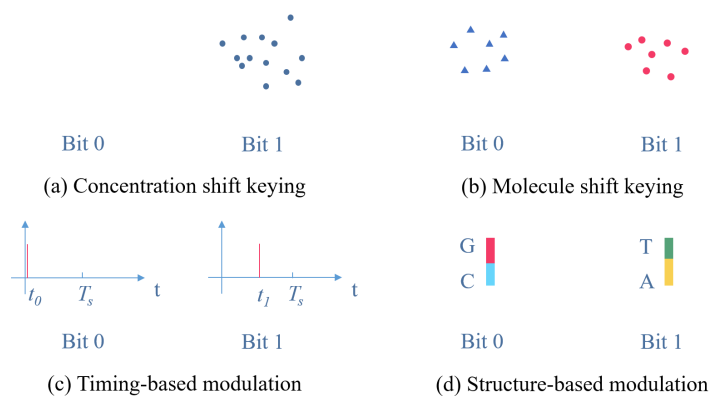 Bit 0
Bit 1
(a) Concentration shift keying
Bit 0
Bit 1
(b) Molecule shift keying
t0
Ts
t
t1
Ts
t
Bit 0
Bit 1
(c) Timing-based modulation
G
C
T
A
Bit 0
Bit 1
(d) Structure-based modulation